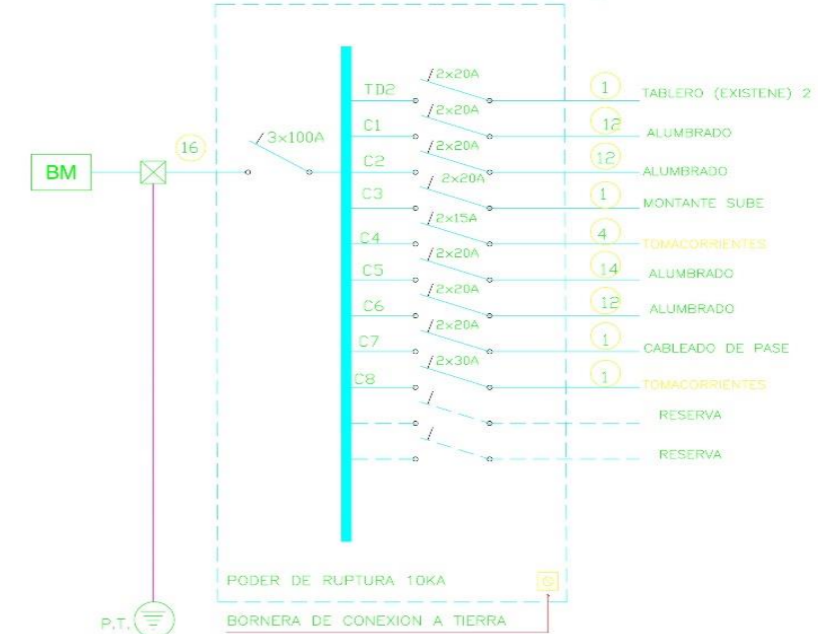 TD2 2x20A 1 TABLERO (EXISTENE) 2
C1 2x20A 12 ALUMBRADO
3x100A
16
BM
C2 2x20A 12 ALUMBRADO
C3 2x20A 1 MONTANTE SUBE
C4 2x15A 4 TOMACORRIENTES
C5 2x20A 14 ALUMBRADO
C6 2x20A 12 ALUMBRADO
C7 2x20A 1 CABLEADO DE PASE
C8 2x30A 1 TOMACORRIENTES
RESERVA
RESERVA
PODER DE RUPTURA 10KA
P.T.
BORNERA DE CONEXION A TIERRA